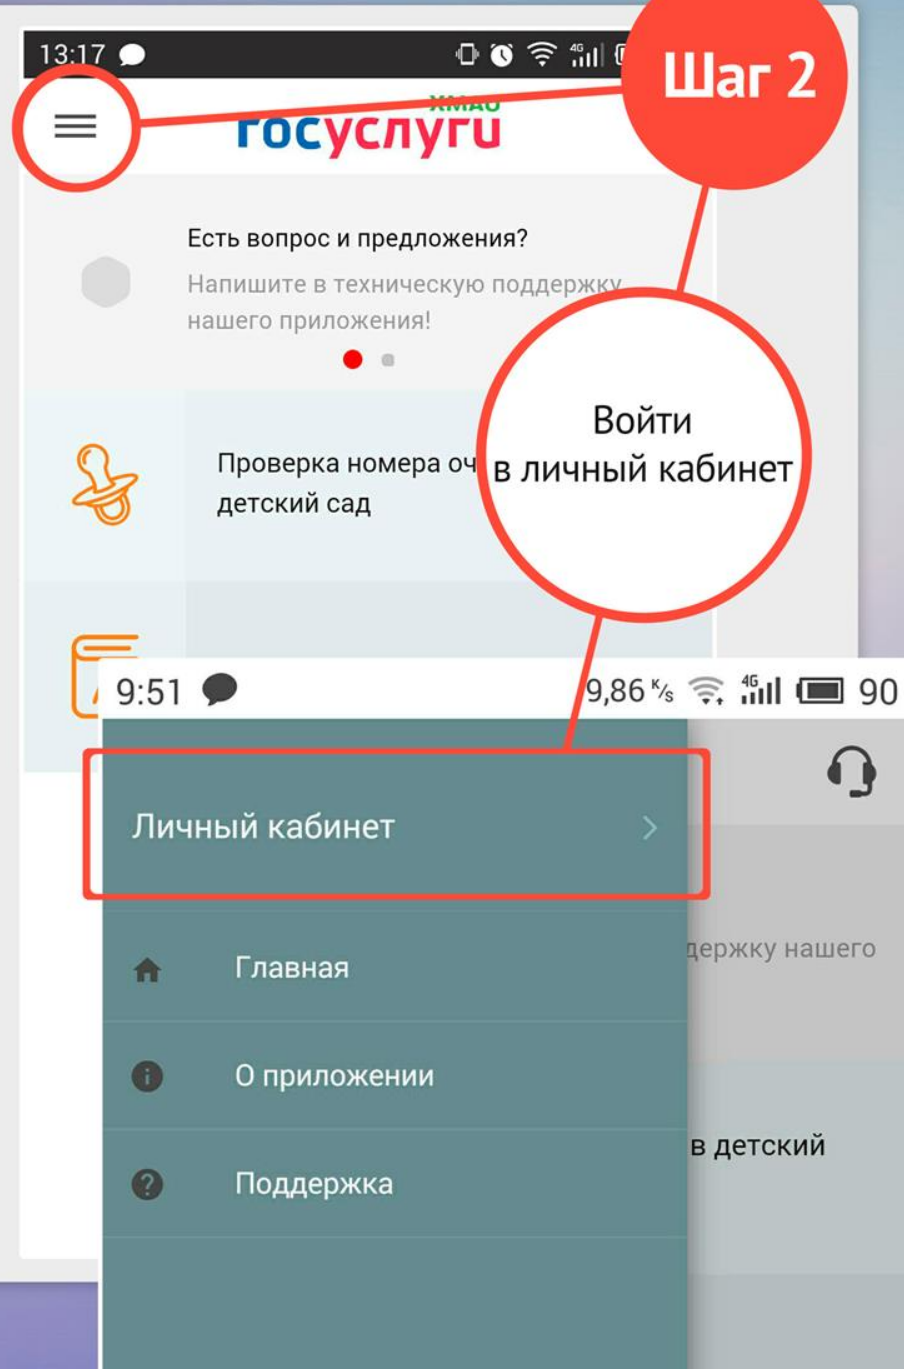 13:17
4G
Шаг 2
ХМАО
госуслуги
Есть вопрос и предложения?
Напишите в техническую поддержку
нашего приложения!
Войти
в личный кабинет
Проверка номера оч
детский сад
9:51
9,86 К/s
4G
90
Личный кабинет
держку нашего
Главная
О приложении
в детский
Поддержка